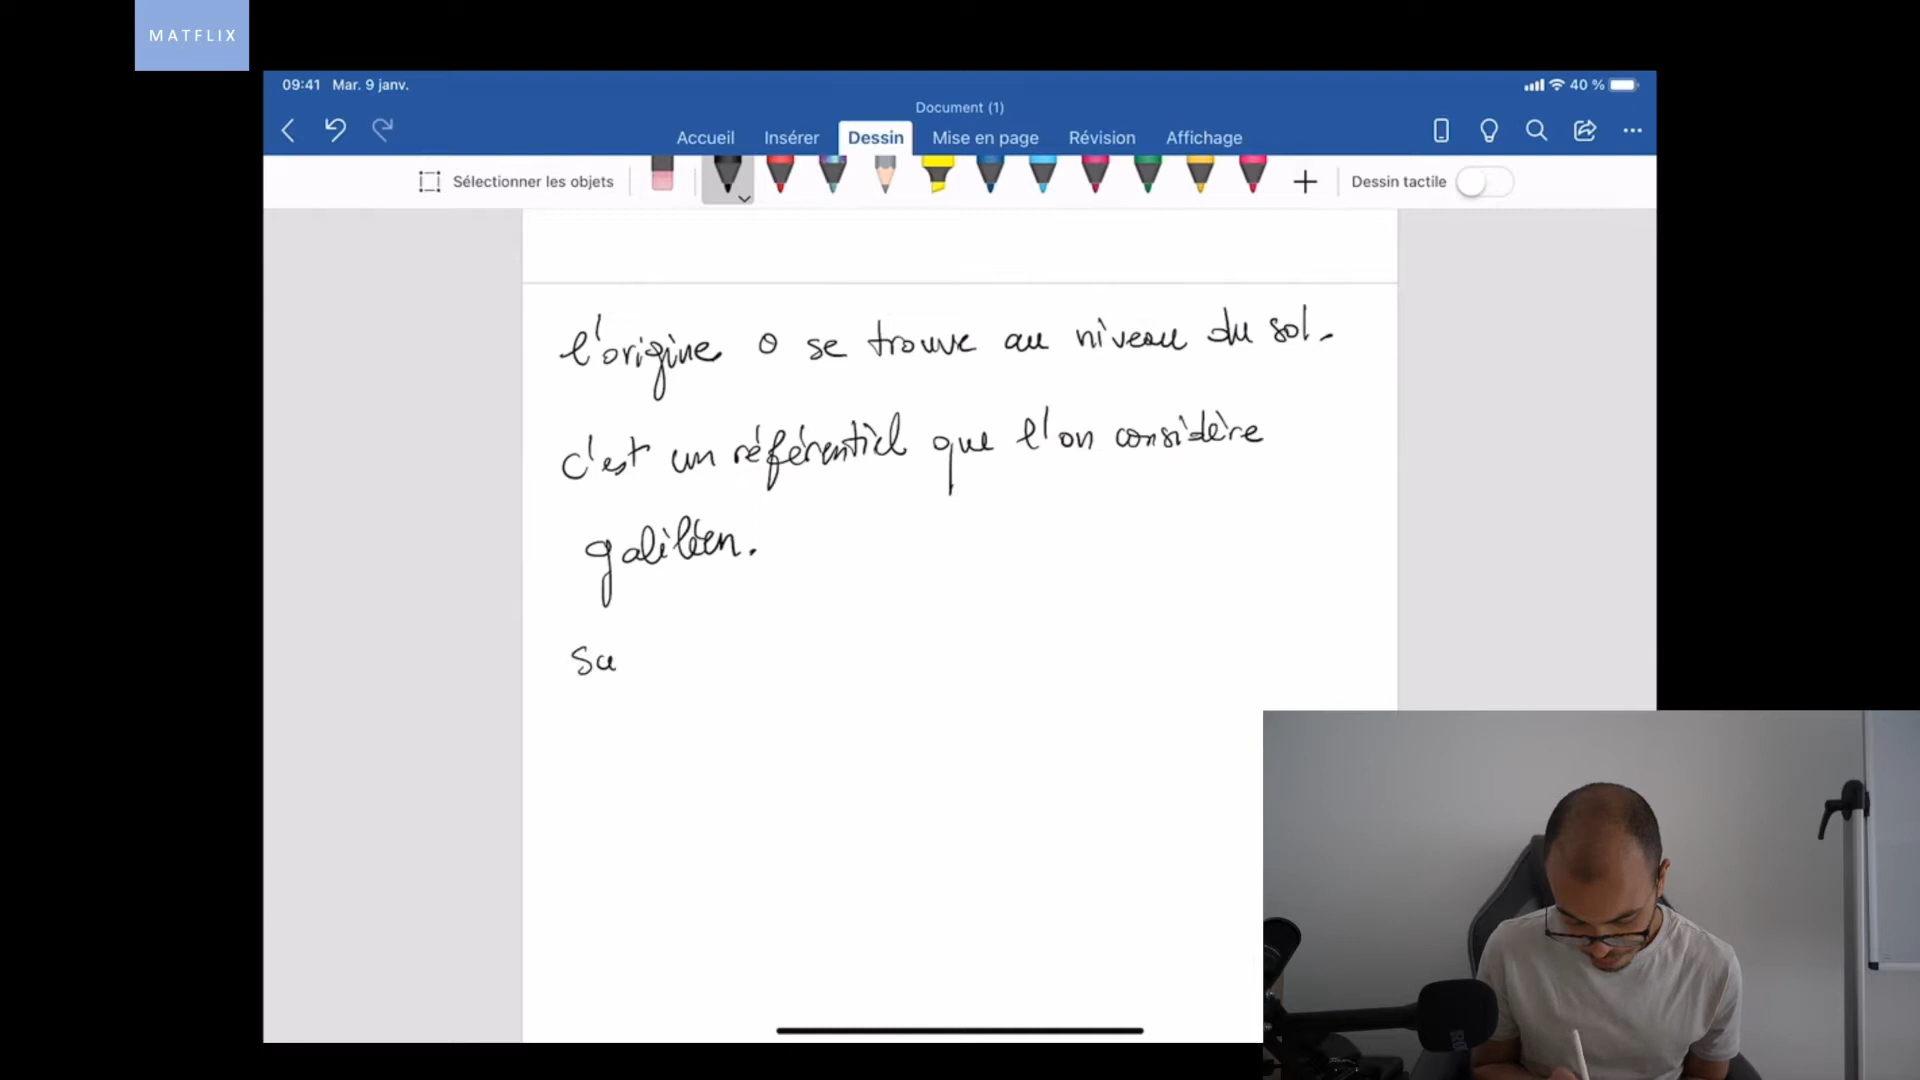 MATFLIX
09:41 Mar. 9 janv.
40 %
Document (1)
Accueil Insérer Dessin Mise en page Révision Affichage
Sélectionner les objets
Dessin tactile
l'origine O se trouve au niveau du sol.
c'est un référentiel que l'on considère
galiléen.
Sa